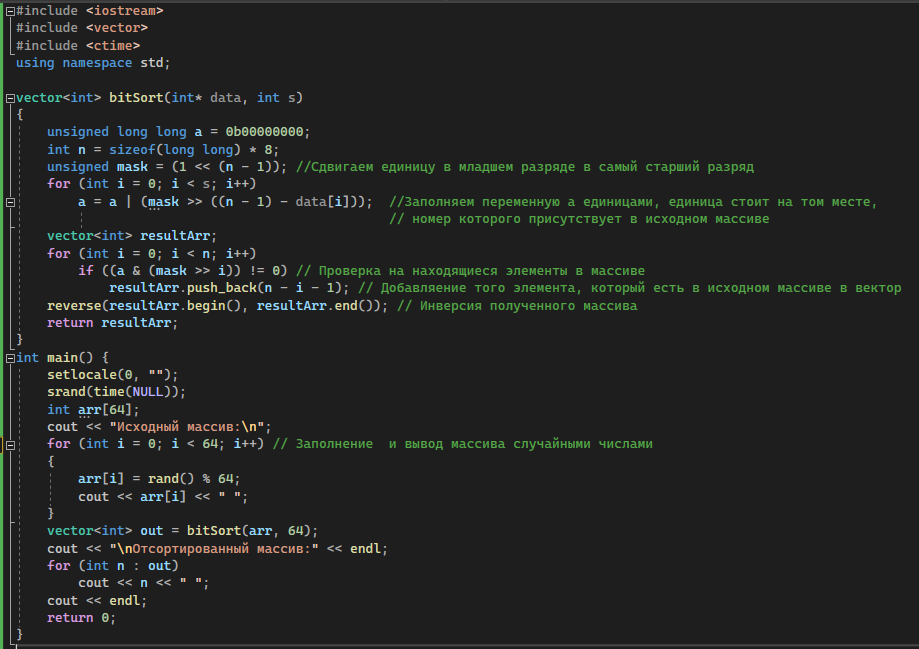 #include <iostream>
#include <vector>
#include <ctime>
using namespace std;

vector<int> bitSort(int* data, int s)
{
    unsigned long long a = 0b00000000;
    int n = sizeof(long long) * 8;
    unsigned mask = (1 << (n - 1)); //Сдвигаем единицу в младшем разряде в самый старший разряд
    for (int i = 0; i < s; i++)
        a = a | (mask >> ((n - 1) - data[i]));  //Заполняем переменную а единицами, единица стоит на том месте,
                                                // номер которого присутствует в исходном массиве
    vector<int> resultArr;
    for (int i = 0; i < n; i++)
        if ((a & (mask >> i)) != 0) // Проверка на находящиеся элементы в массиве
            resultArr.push_back(n - i - 1); // Добавляение того элемента, который есть в исходном массиве в вектор
    reverse(resultArr.begin(), resultArr.end()); // Инверсия полученного массива
    return resultArr;
}
int main() {
    setlocale(0, "");
    srand(time(NULL));
    int arr[64];
    cout << "Исходный массив:\n";
    for (int i = 0; i < 64; i++) // Заполнение  и вывод массива случайными числами
    {
        arr[i] = rand() % 64;
        cout << arr[i] << " ";
    }
    vector<int> out = bitSort(arr, 64);
    cout << "\nОтсортированный массив:" << endl;
    for (int n : out)
        cout << n << " ";
    cout << endl;
    return 0;
}